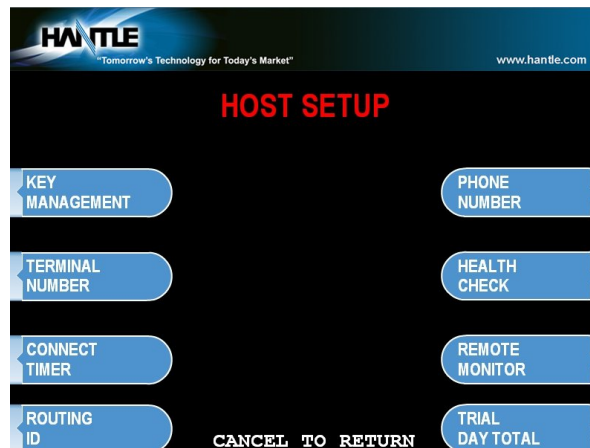 HANTLE
"Tomorrow's Technology for Today's Market"
www.hantle.com
HOST SETUP
KEY
MANAGEMENT
PHONE
NUMBER
TERMINAL
NUMBER
HEALTH
CHECK
CONNECT
TIMER
REMOTE
MONITOR
ROUTING
ID
TRIAL
DAY TOTAL
CANCEL TO RETURN